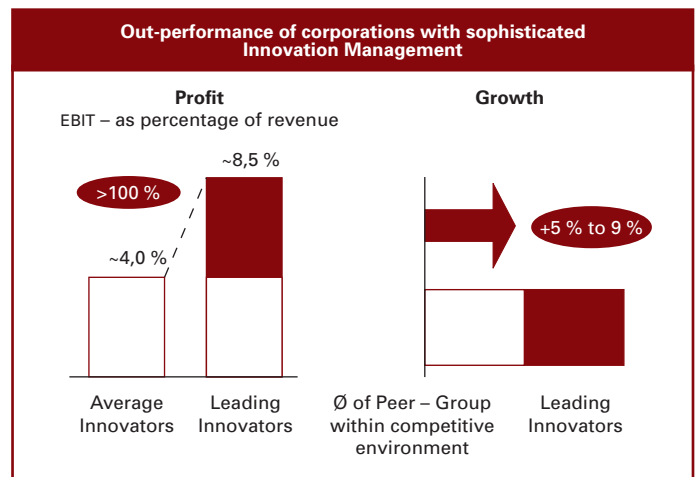 Out-performance of corporations with sophisticated
Innovation Management
Profit
EBIT – as percentage of revenue
~8,5 %
>100 %
~4,0 %
Average
Innovators
Leading
Innovators
Growth
+5 % to 9 %
Ø of Peer – Group
within competitive
environment
Leading
Innovators